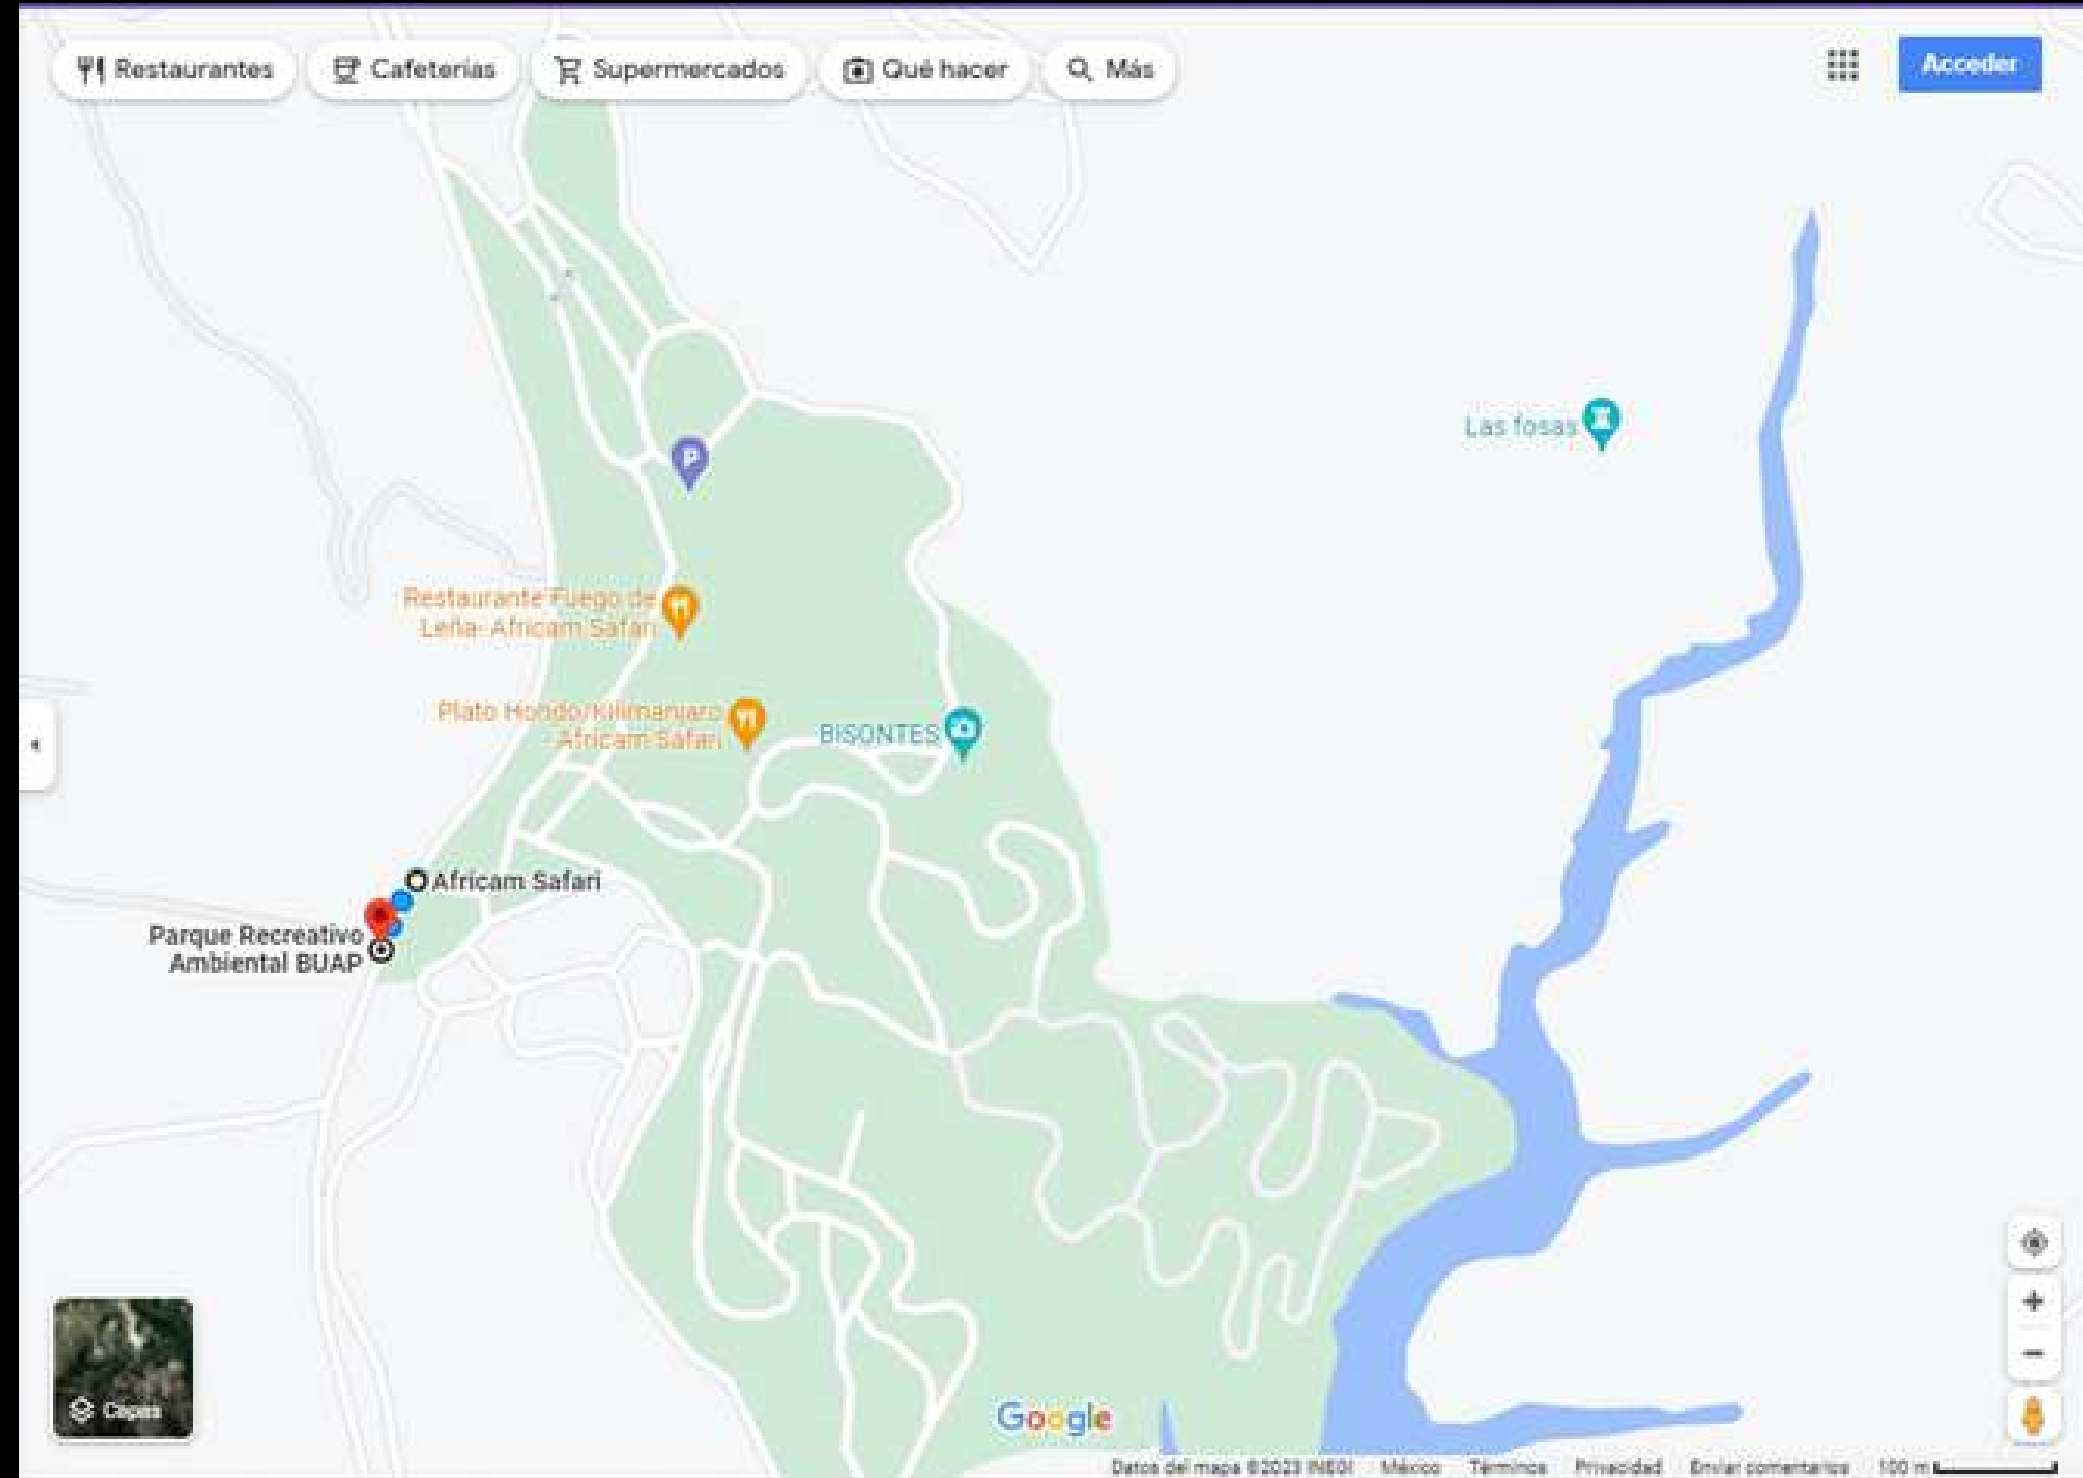 Restaurantes
Cafeterías
Supermercados
Qué hacer
Más
Acceder
Las fosas
P
Restaurante Fuego de
Leña- Africam Safari
Plato Hondo/Kilimanjaro
- Africam Safari
BISONTES
Africam Safari
Parque Recreativo
Ambiental BUAP
Capas
Google
Datos del mapa ©2023 INEGI México Términos Privacidad Enviar comentarios 100 m